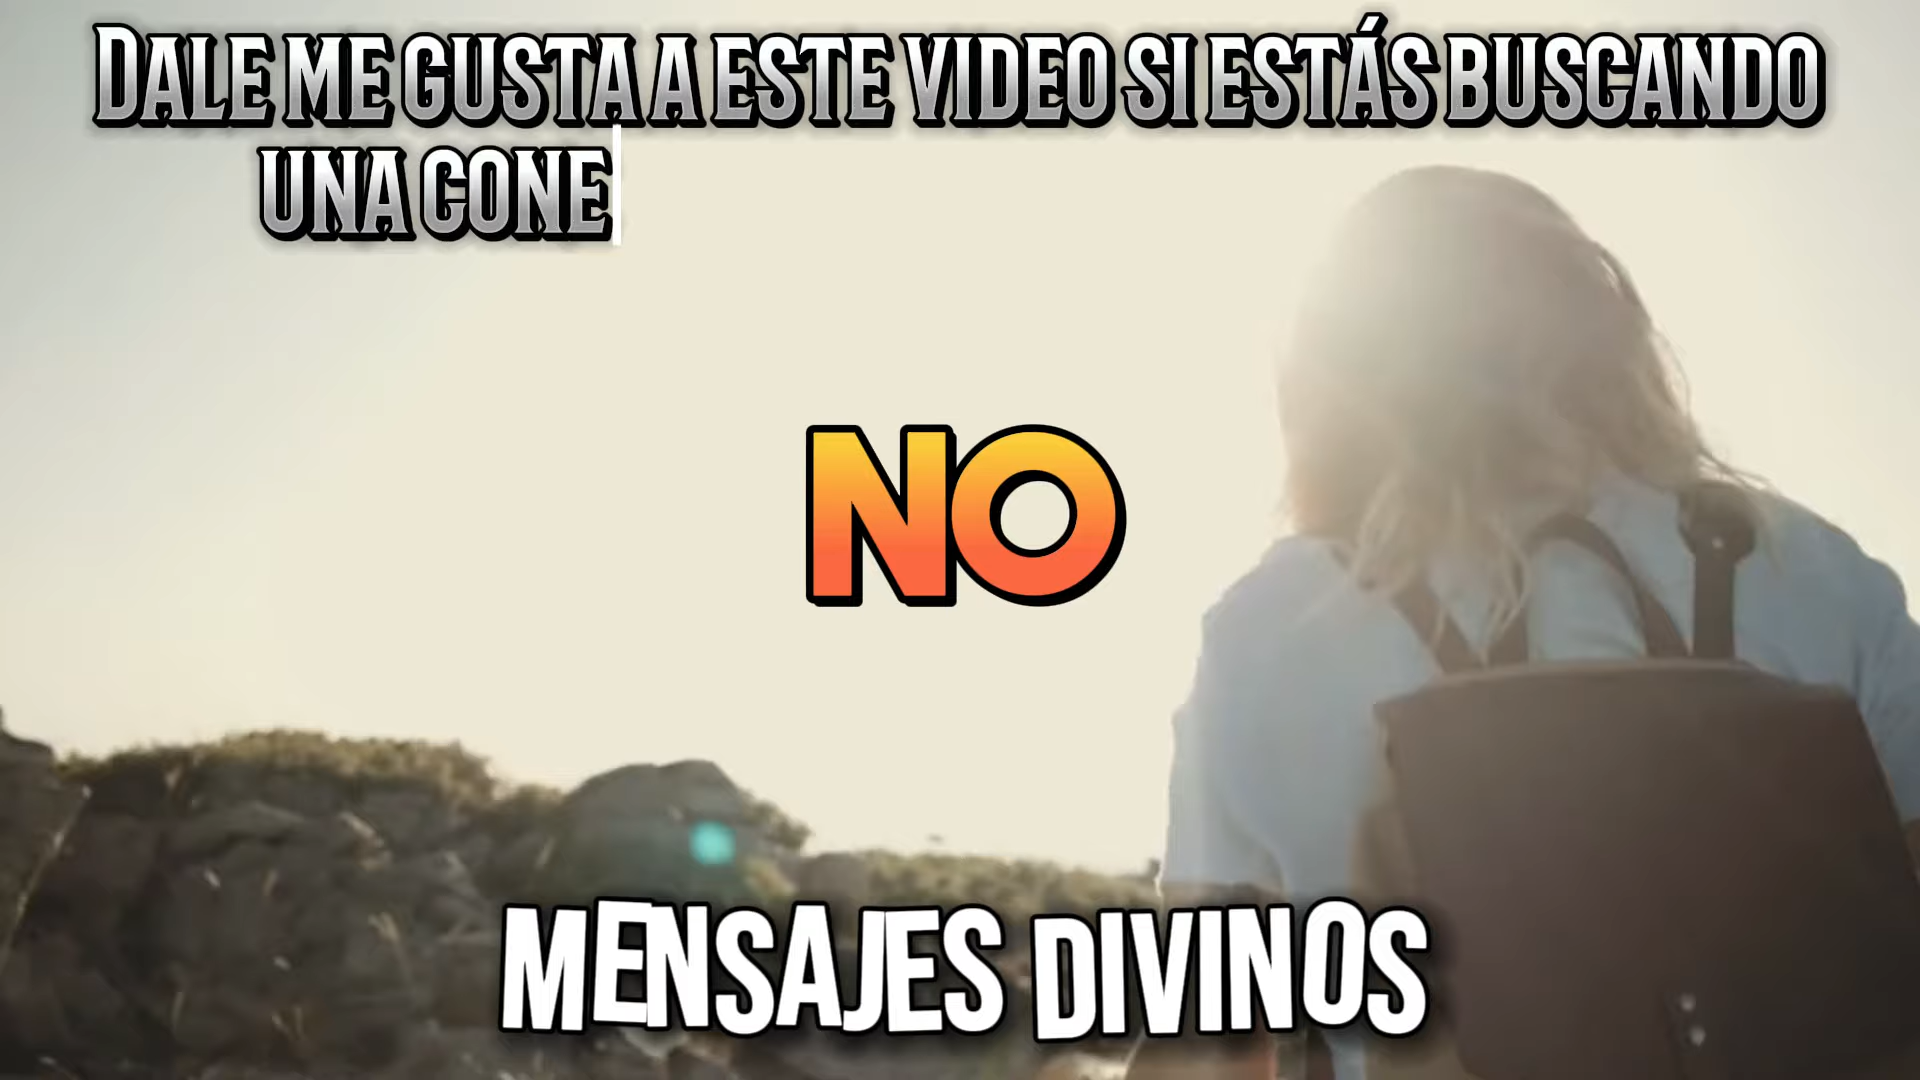 DALE ME GUSTA A ESTE VIDEO SI ESTÁS BUSCANDO
UNA CONE
NO
MENSAJES DIVINOS